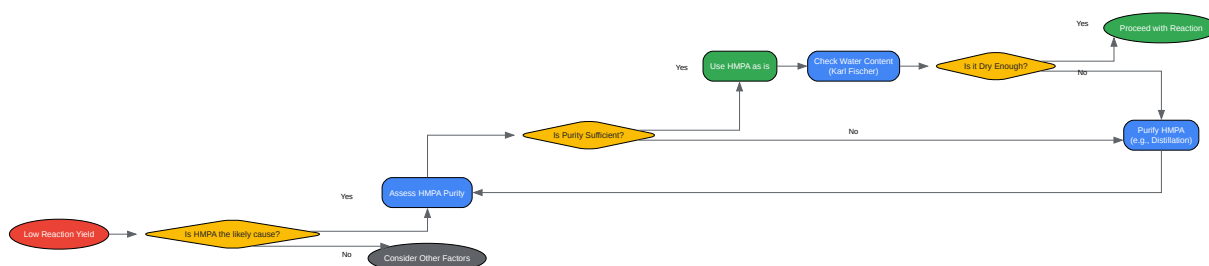 Yes
Proceed with Reaction
Yes
Use HMPA as is
Check Water Content
(Karl Fischer)
Is it Dry Enough?
No
Is Purity Sufficient?
No
Purify HMPA
(e.g., Distillation)
Yes
Assess HMPA Purity
Low Reaction Yield
Is HMPA the likely cause?
No
Consider Other Factors